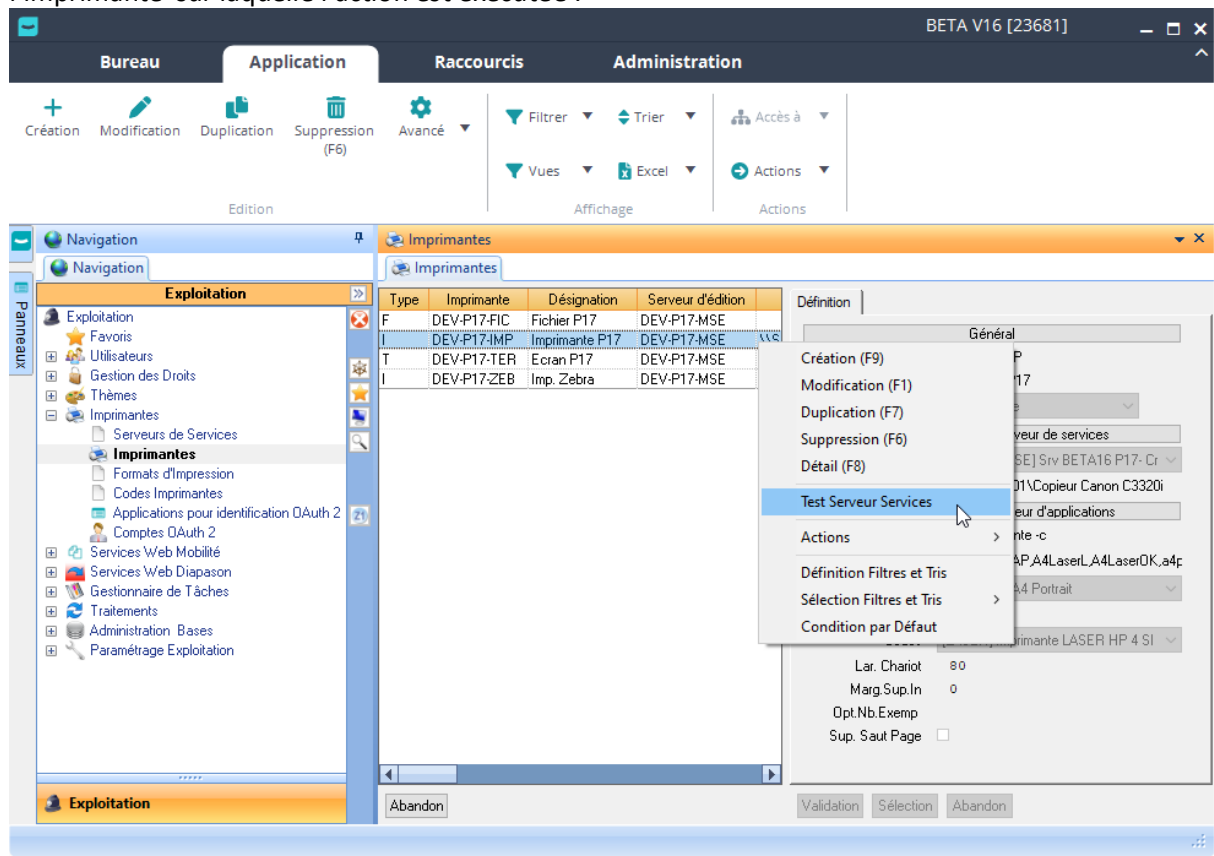 BETA V16 [23681]
Bureau Application Raccourcis Administration
Création Modification Duplication Suppression (F6) Avancé
Filtrer Trier Accès à
Vues Excel Actions
Edition Affichage Actions
Panneaux
Navigation
Navigation
Exploitation
Exploitation
Favoris
Utilisateurs
Gestion des Droits
Thèmes
Imprimantes
Serveurs de Services
Imprimantes
Formats d'Impression
Codes Imprimantes
Applications pour identification OAuth 2
Comptes OAuth 2
Services Web Mobilité
Services Web Diapason
Gestionnaire de Tâches
Traitements
Administration Bases
Paramétrage Exploitation
Exploitation
Imprimantes
Imprimantes
Type Imprimante Désignation Serveur d'édition
F DEV-P17-FIC Fichier P17 DEV-P17-MSE
I DEV-P17-IMP Imprimante P17 DEV-P17-MSE \\S
T DEV-P17-TER Ecran P17 DEV-P17-MSE
I DEV-P17-ZEB Imp. Zebra DEV-P17-MSE
Abandon
Création (F9)
Modification (F1)
Duplication (F7)
Suppression (F6)
Détail (F8)
Test Serveur Services
Actions
Définition Filtres et Tris
Sélection Filtres et Tris
Condition par Défaut
Définition
Général
P
17
veur de services
SE] Srv BETA16 P17- Cr
01\Copieur Canon C3320i
eur d'applications
nte -c
AP,A4LaserL,A4LaserOK,a4p
A4 Portrait
primante LASER HP 4 SI
Lar. Chariot 80
Marg.Sup.In 0
Opt.Nb.Exemp
Sup. Saut Page
Validation Sélection Abandon